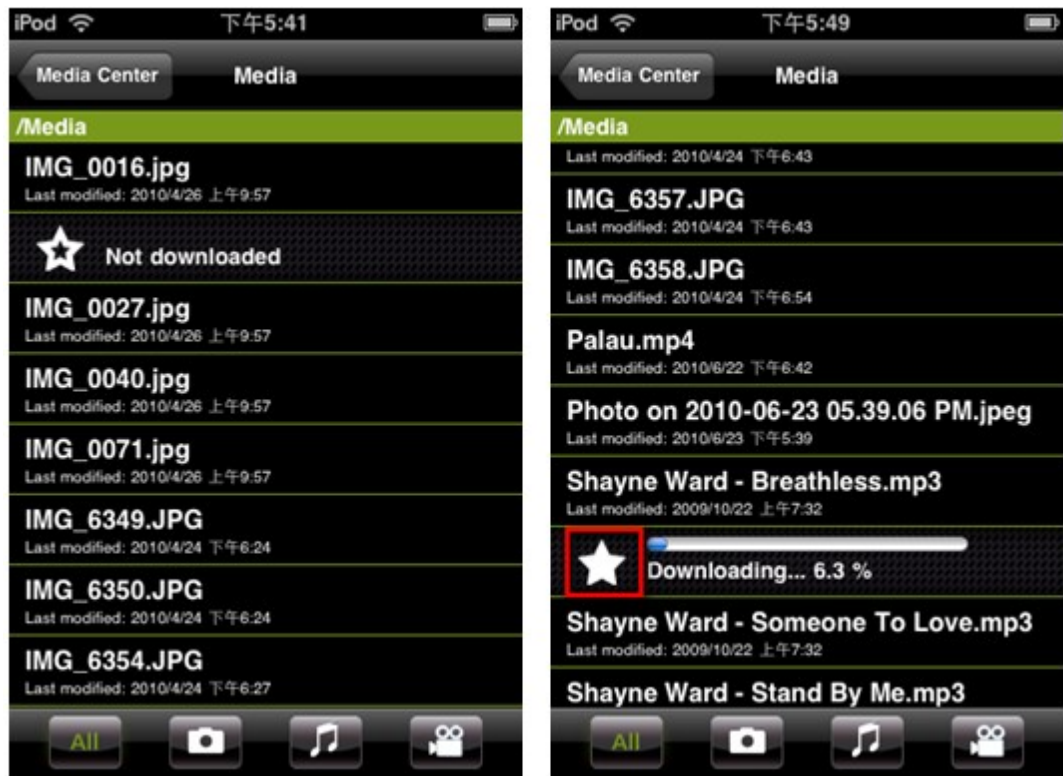 iPod 下午5:41
Media Center Media
/Media
IMG_0016.jpg
Last modified: 2010/4/26 上午9:57
Not downloaded
IMG_0027.jpg
Last modified: 2010/4/26 上午9:57
IMG_0040.jpg
Last modified: 2010/4/26 上午9:57
IMG_0071.jpg
Last modified: 2010/4/26 上午9:57
IMG_6349.JPG
Last modified: 2010/4/24 下午6:24
IMG_6350.JPG
Last modified: 2010/4/24 下午6:24
IMG_6354.JPG
Last modified: 2010/4/24 下午6:27
All
iPod 下午5:49
Media Center Media
/Media
Last modified: 2010/4/24 下午6:43
IMG_6357.JPG
Last modified: 2010/4/24 下午6:43
IMG_6358.JPG
Last modified: 2010/4/24 下午6:54
Palau.mp4
Last modified: 2010/6/22 下午6:42
Photo on 2010-06-23 05.39.06 PM.jpeg
Last modified: 2010/6/23 下午5:39
Shayne Ward - Breathless.mp3
Last modified: 2009/10/22 上午7:32
Downloading... 6.3 %
Shayne Ward - Someone To Love.mp3
Last modified: 2009/10/22 上午7:32
Shayne Ward - Stand By Me.mp3
All